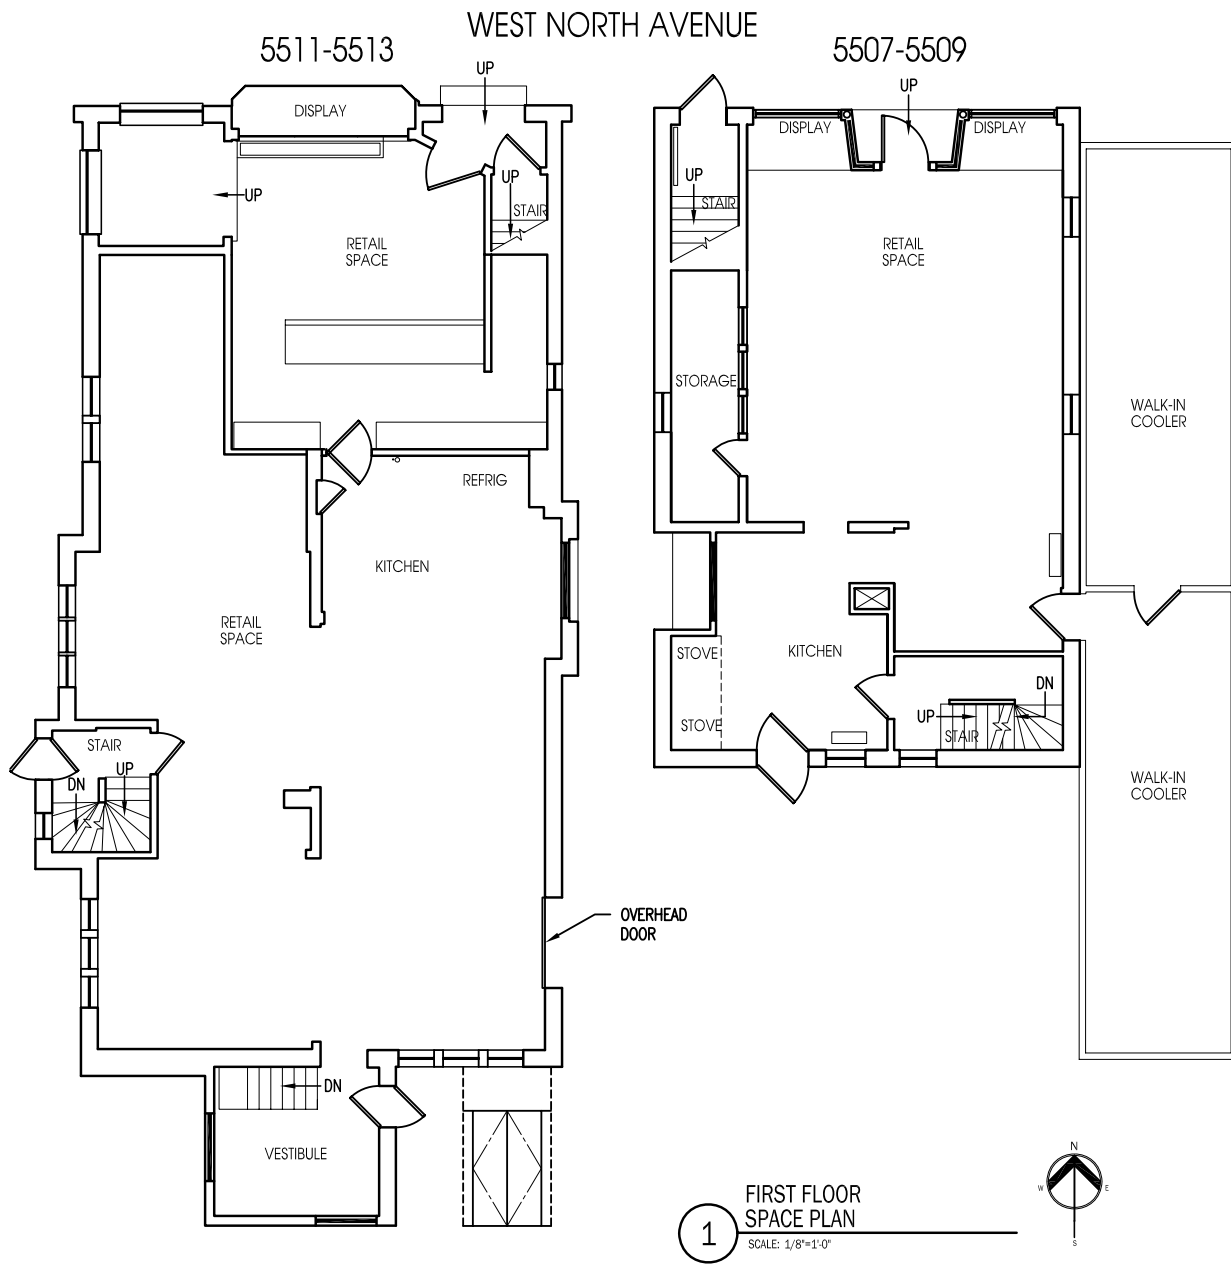 WEST NORTH AVENUE
5511-5513
5507-5509
UP
UP
DISPLAY
DISPLAY
DISPLAY
UP
UP
UP
STAIR
STAIR
RETAIL
SPACE
RETAIL
SPACE
STORAGE
WALK-IN
COOLER
REFRIG
KITCHEN
RETAIL
SPACE
STOVE
KITCHEN
STOVE
UP
DN
STAIR
STAIR
DN
UP
WALK-IN
COOLER
OVERHEAD
DOOR
DN
VESTIBULE
1
FIRST FLOOR
SPACE PLAN
SCALE: 1/8"=1'-0"
N
W
E
S